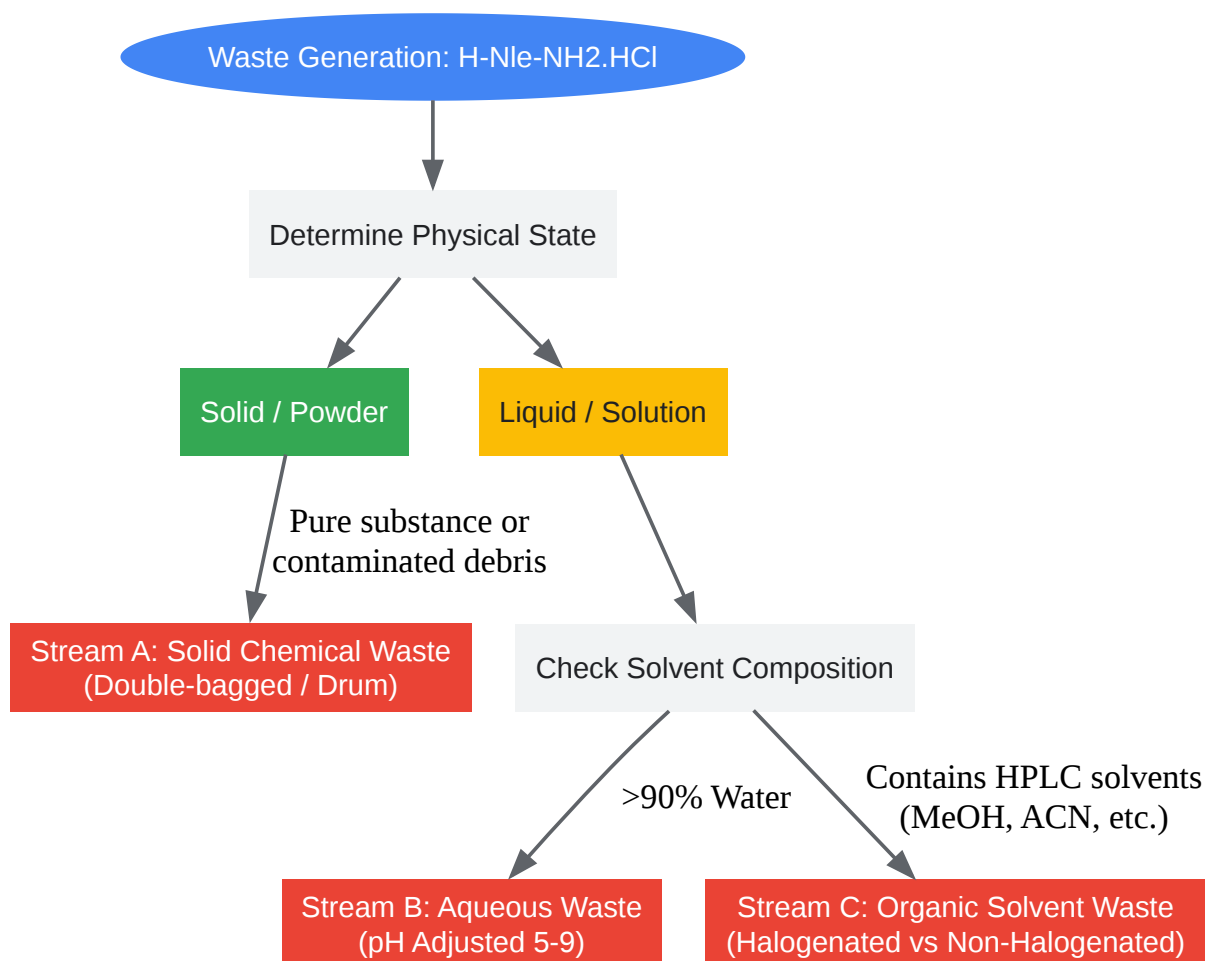 Waste Generation: H-Nle-NH2.HCl
Determine Physical State
Solid / Powder
Liquid / Solution
Pure substance or
contaminated debris
Stream A: Solid Chemical Waste
(Double-bagged / Drum)
Check Solvent Composition
>90% Water
Contains HPLC solvents
(MeOH, ACN, etc.)
Stream B: Aqueous Waste
(pH Adjusted 5-9)
Stream C: Organic Solvent Waste
(Halogenated vs Non-Halogenated)